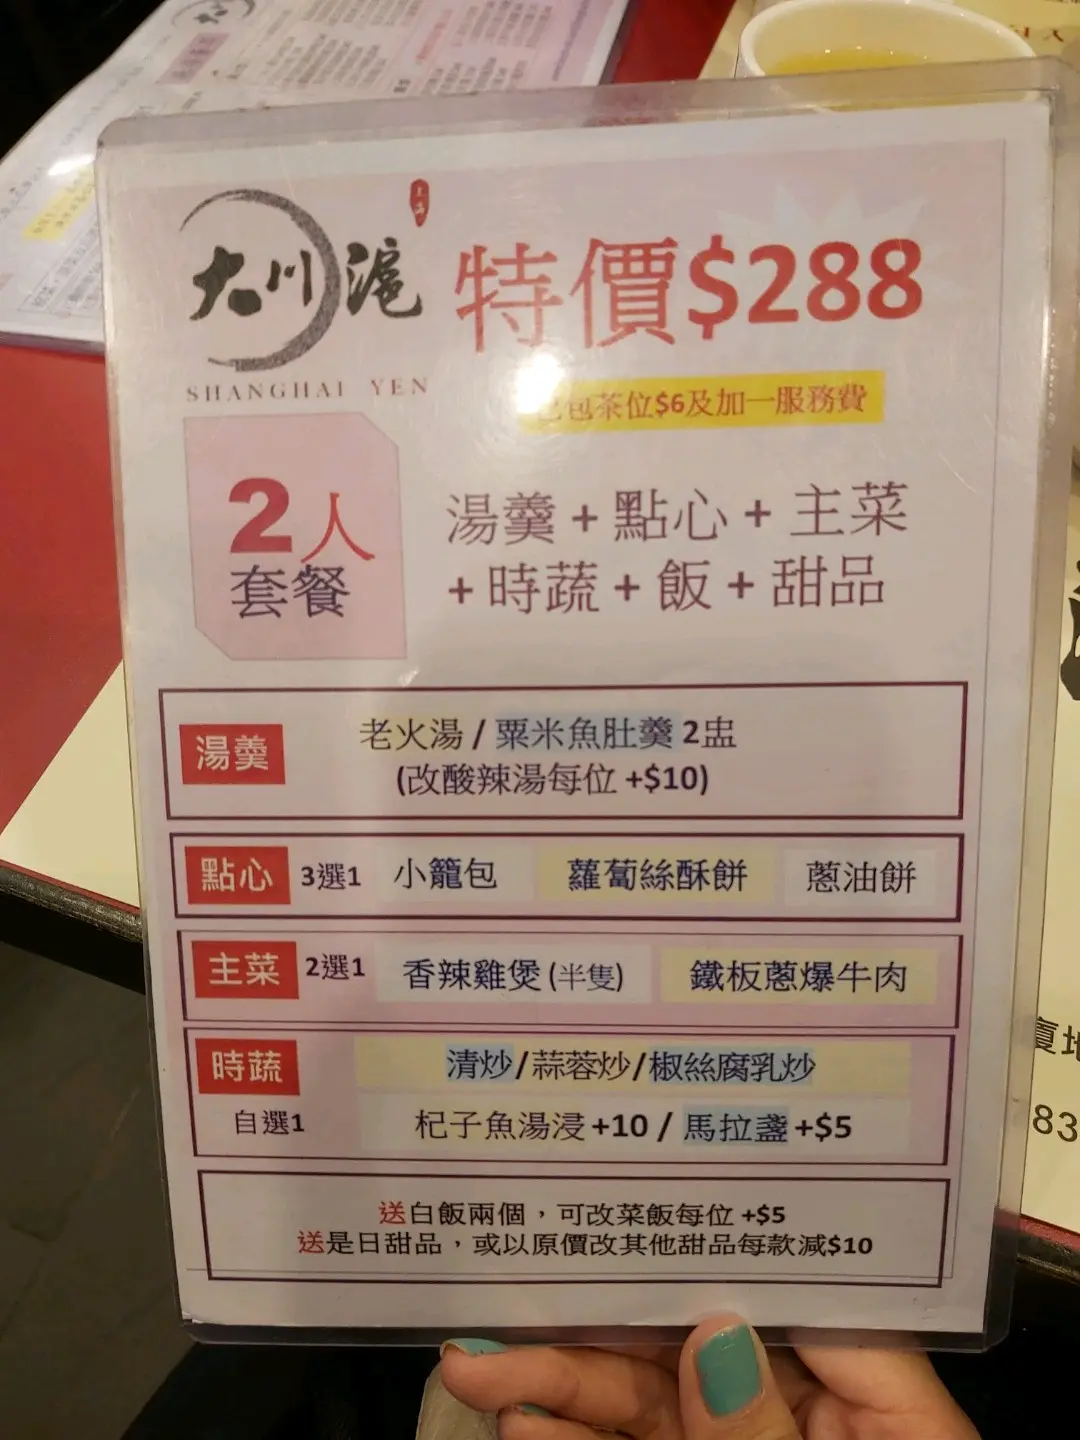 上海
大川滬
SHANGHAI YEN
特價$288
已包茶位$6及加一服務費
2人
套餐
湯羹 + 點心 + 主菜
+ 時蔬 + 飯 + 甜品
湯羹
老火湯 / 粟米魚肚羹 2盅
(改酸辣湯每位 +$10)
點心 3選1 小籠包 蘿蔔絲酥餅 蔥油餅
主菜 2選1 香辣雞煲 (半隻) 鐵板蔥爆牛肉
時蔬 清炒/蒜蓉炒/椒絲腐乳炒
自選1 杞子魚湯浸 +10 / 馬拉盞 +$5
送白飯兩個，可改菜飯每位 +$5
送是日甜品，或以原價改其他甜品每款減$10
廈地
83